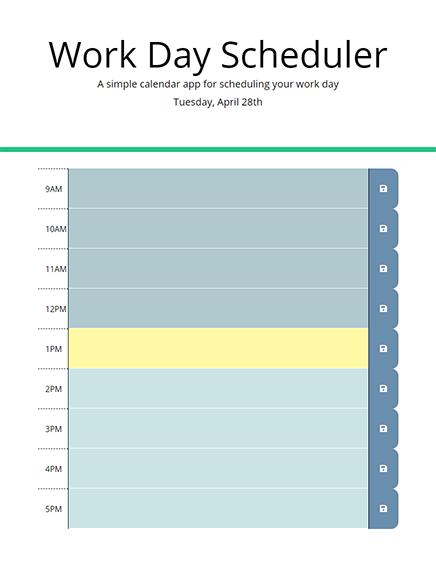 Work Day Scheduler
A simple calendar app for scheduling your work day
Tuesday, April 28th
9AM
10AM
11AM
12PM
1PM
2PM
3PM
4PM
5PM